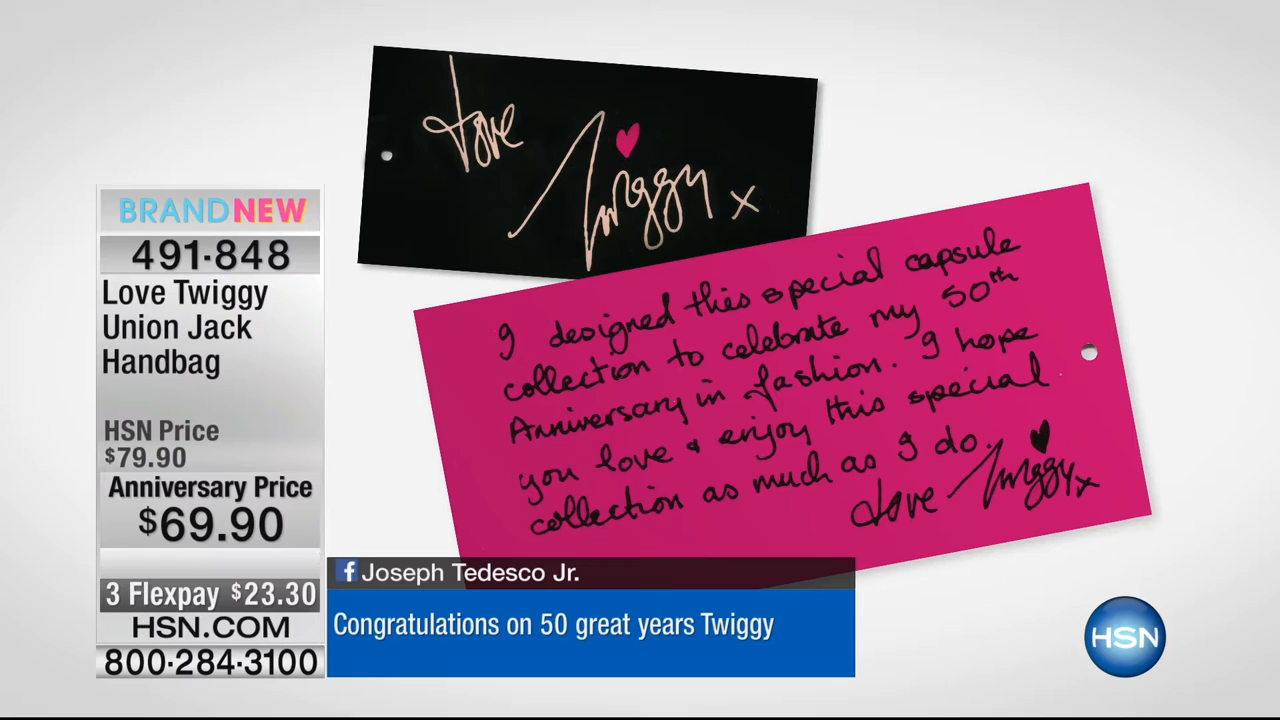 Love Twiggy x
I designed this special capsule
collection to celebrate my 50th
Anniversary in fashion. I hope
you love & enjoy this special
collection as much as I do.
Love Twiggy x
BRAND NEW
491-848
Love Twiggy
Union Jack
Handbag
HSN Price
$79.90
Anniversary Price
$69.90
3 Flexpay $23.30
HSN.COM
800-284-3100
Joseph Tedesco Jr.
Congratulations on 50 great years Twiggy
HSN